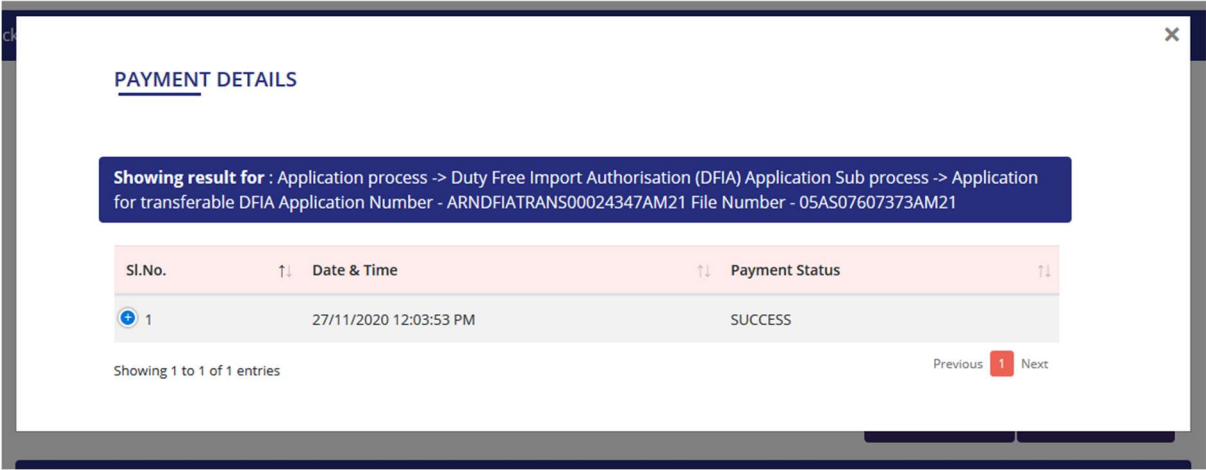 ck
×
PAYMENT DETAILS
Showing result for : Application process -> Duty Free Import Authorisation (DFIA) Application Sub process -> Application
for transferable DFIA Application Number - ARNDFIATRANS00024347AM21 File Number - 05AS07607373AM21
Sl.No. ↑↓ Date & Time ↑↓ Payment Status ↑↓
1 27/11/2020 12:03:53 PM SUCCESS
Showing 1 to 1 of 1 entries Previous 1 Next